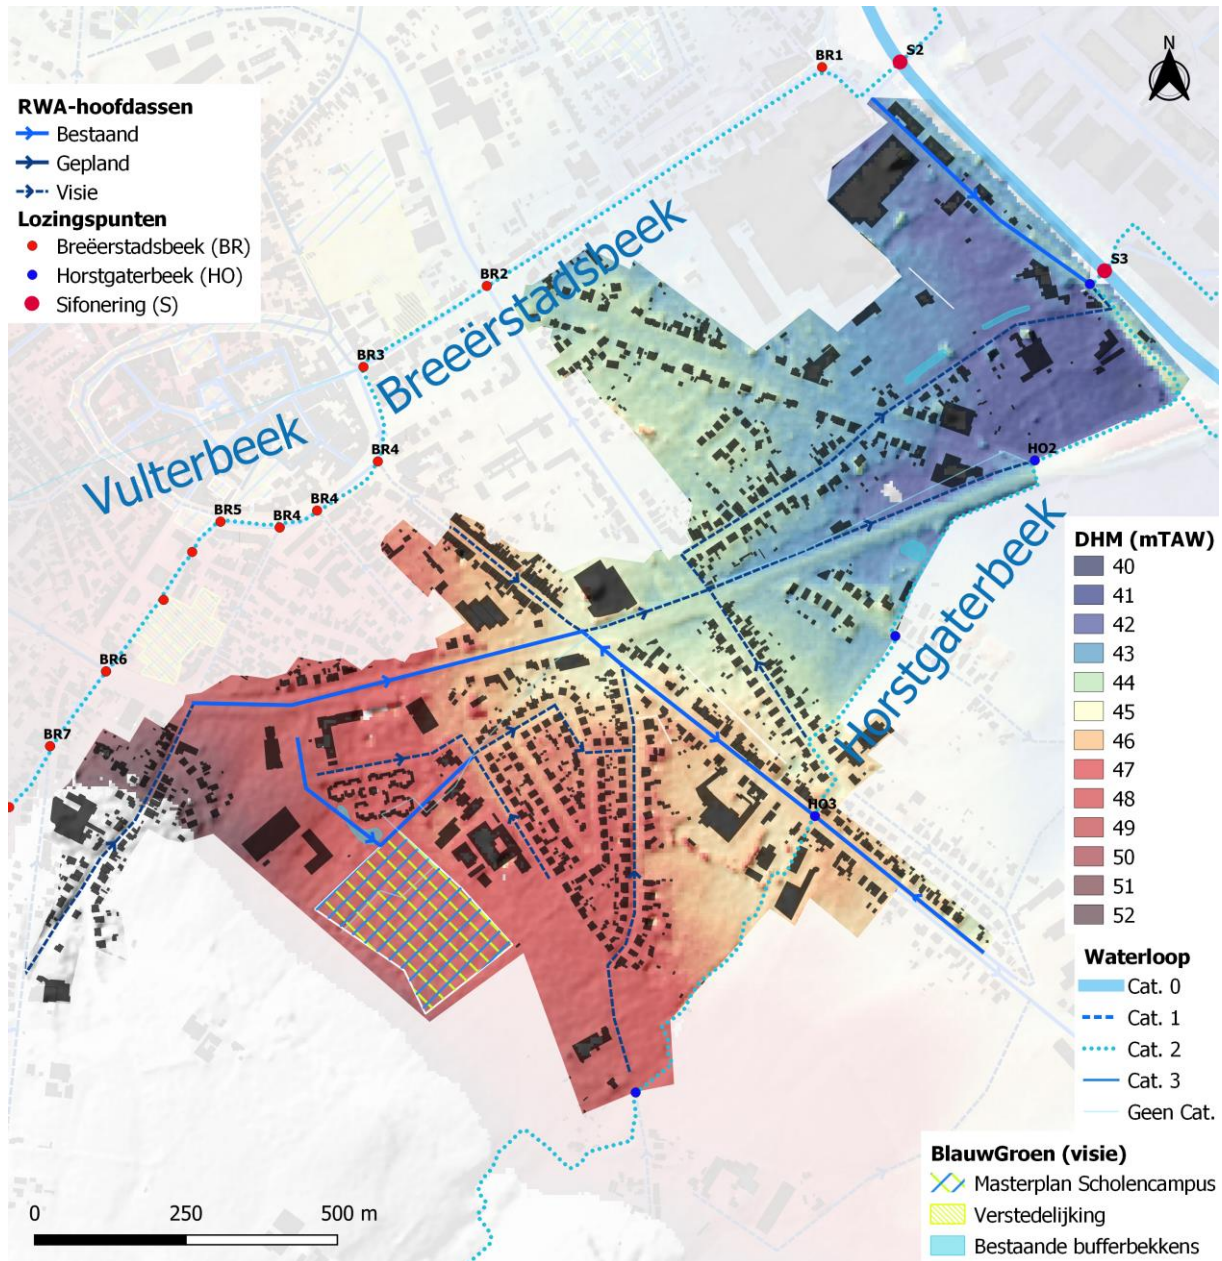 BR1
S2
N
RWA-hoofdassen
Bestaand
Gepland
Visie
Lozingspunten
Breëerstadsbeek (BR)
Horstgaterbeek (HO)
Sifonering (S)
S3
BR2
BR3
Breeërstadsbeek
Vulterbeek
BR4
HO2
BR4
BR5
BR4
Horstgaterbeek
DHM (mTAW)
40
41
42
43
44
45
46
47
48
49
50
51
52
BR6
BR7
HO3
Waterloop
Cat. 0
Cat. 1
Cat. 2
Cat. 3
Geen Cat.
BlauwGroen (visie)
Masterplan Scholencampus
Verstedelijking
Bestaande bufferbekkens
0 250 500 m